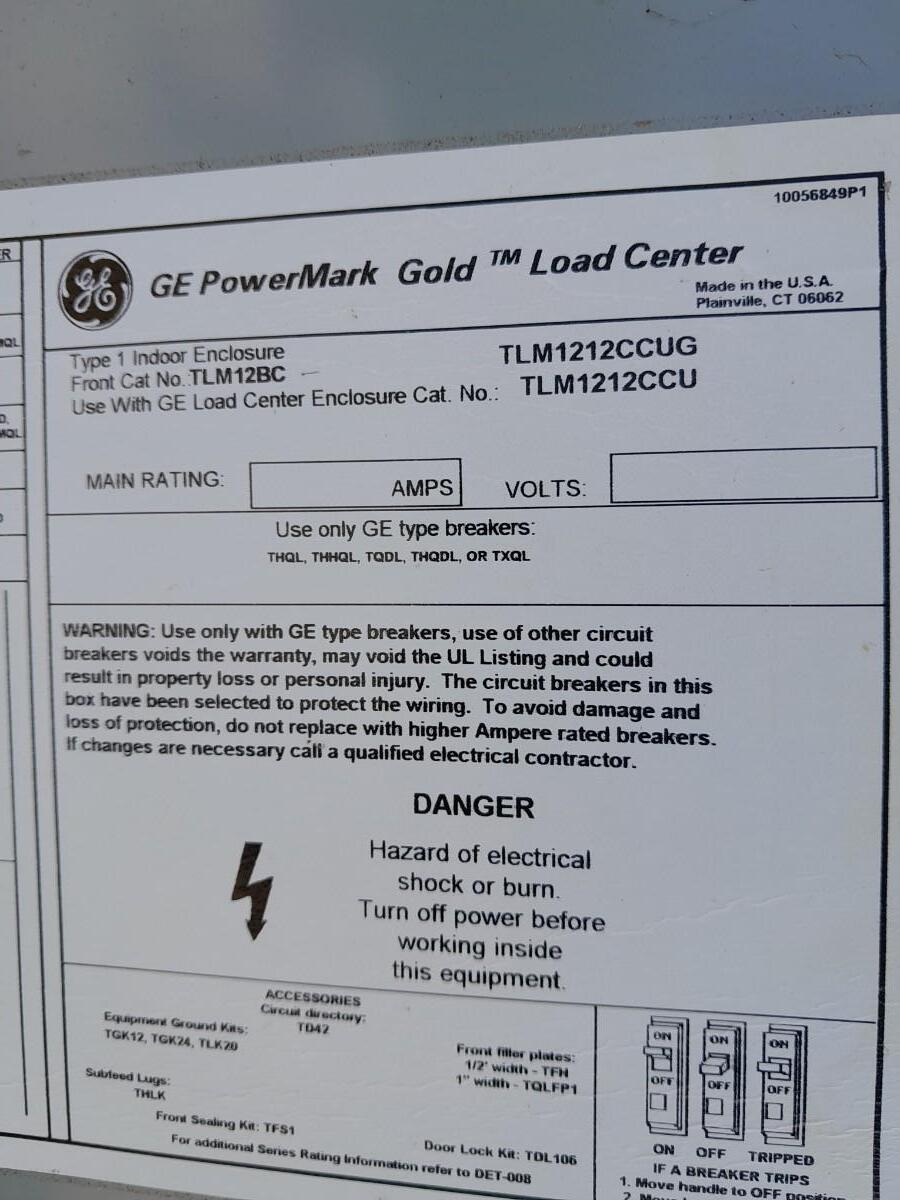 10056849P1
GE
GE PowerMark Gold ™ Load Center
Made in the U.S.A.
Plainville, CT 06062
Type 1 Indoor Enclosure
TLM1212CCUG
Front Cat No.:TLM12BC
Use With GE Load Center Enclosure Cat. No.: TLM1212CCU
MAIN RATING: AMPS VOLTS:
Use only GE type breakers:
THQL, THHQL, TQDL, THQDL, OR TXQL
WARNING: Use only with GE type breakers, use of other circuit
breakers voids the warranty, may void the UL Listing and could
result in property loss or personal injury. The circuit breakers in this
box have been selected to protect the wiring. To avoid damage and
loss of protection, do not replace with higher Ampere rated breakers.
If changes are necessary call a qualified electrical contractor.
DANGER
Hazard of electrical
shock or burn.
Turn off power before
working inside
this equipment.
ACCESSORIES
Circuit directory:
TD42
Equipment Ground Kits:
TGK12, TGK24, TLK20
Front filler plates:
1/2' width - TFH
1" width - TQLFP1
Subfeed Lugs:
THLK
Front Sealing Kit: TFS1
Door Lock Kit: TDL106
For additional Series Rating Information refer to DET-008
ON ON ON
OFF OFF OFF
ON OFF TRIPPED
IF A BREAKER TRIPS
1. Move handle to OFF position
2.